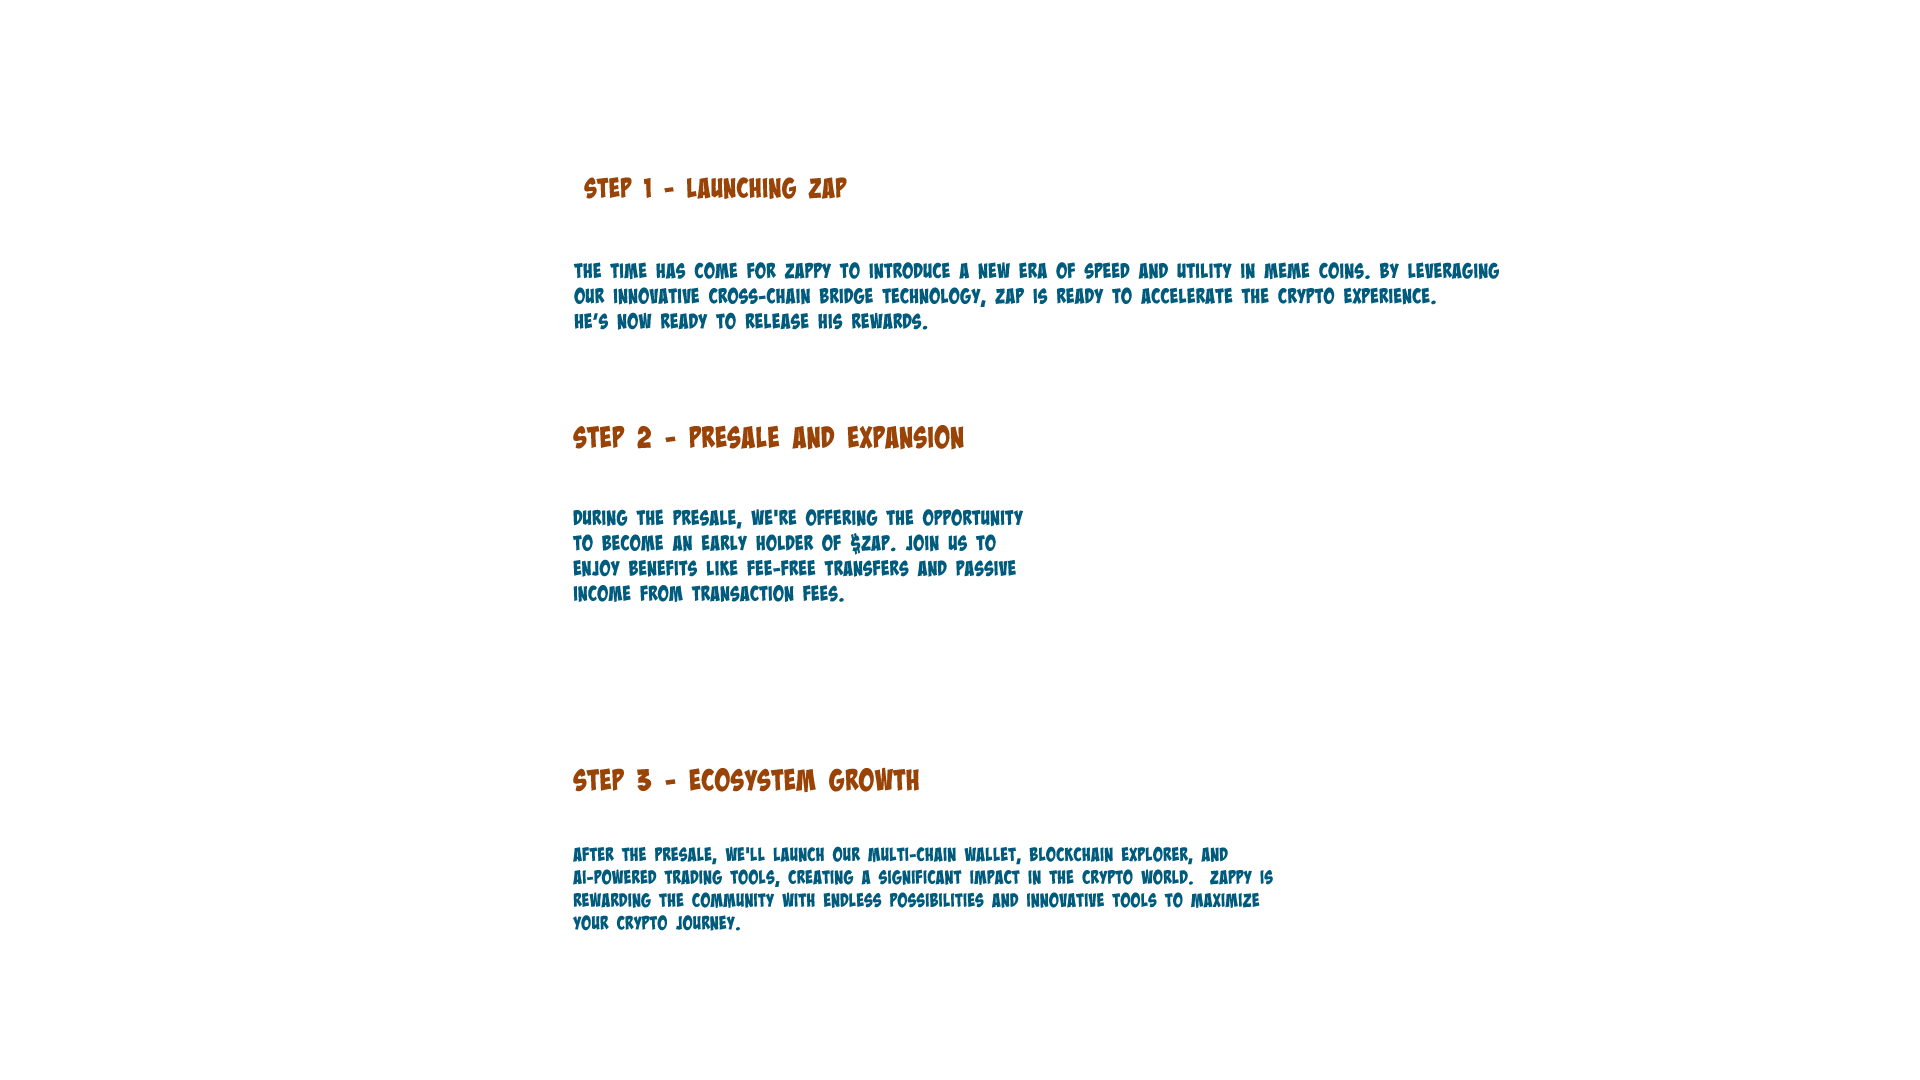 STEP 1 - LAUNCHING ZAP
THE TIME HAS COME FOR ZAPPY TO INTRODUCE A NEW ERA OF SPEED AND UTILITY IN MEME COINS. BY LEVERAGING
OUR INNOVATIVE CROSS-CHAIN BRIDGE TECHNOLOGY, ZAP IS READY TO ACCELERATE THE CRYPTO EXPERIENCE.
HE'S NOW READY TO RELEASE HIS REWARDS.
STEP 2 - PRESALE AND EXPANSION
DURING THE PRESALE, WE'RE OFFERING THE OPPORTUNITY
TO BECOME AN EARLY HOLDER OF $ZAP. JOIN US TO
ENJOY BENEFITS LIKE FEE-FREE TRANSFERS AND PASSIVE
INCOME FROM TRANSACTION FEES.
STEP 3 - ECOSYSTEM GROWTH
AFTER THE PRESALE, WE'LL LAUNCH OUR MULTI-CHAIN WALLET, BLOCKCHAIN EXPLORER, AND
AI-POWERED TRADING TOOLS, CREATING A SIGNIFICANT IMPACT IN THE CRYPTO WORLD.  ZAPPY IS
REWARDING THE COMMUNITY WITH ENDLESS POSSIBILITIES AND INNOVATIVE TOOLS TO MAXIMIZE
YOUR CRYPTO JOURNEY.